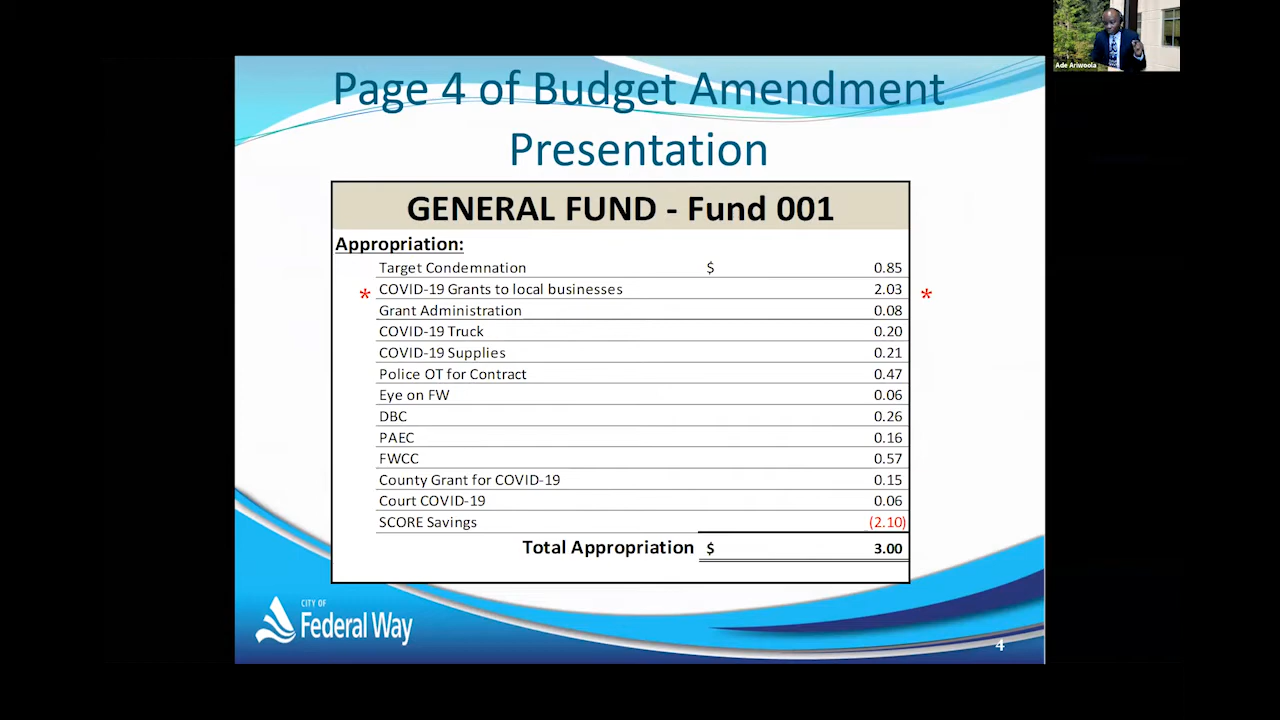 Ade Ariwoola
Page 4 of Budget Amendment
Presentation
GENERAL FUND - Fund 001
Appropriation:
Target Condemnation $ 0.85
* COVID-19 Grants to local businesses 2.03 *
Grant Administration 0.08
COVID-19 Truck 0.20
COVID-19 Supplies 0.21
Police OT for Contract 0.47
Eye on FW 0.06
DBC 0.26
PAEC 0.16
FWCC 0.57
County Grant for COVID-19 0.15
Court COVID-19 0.06
SCORE Savings (2.10)
Total Appropriation $ 3.00
CITY OF
Federal Way
4